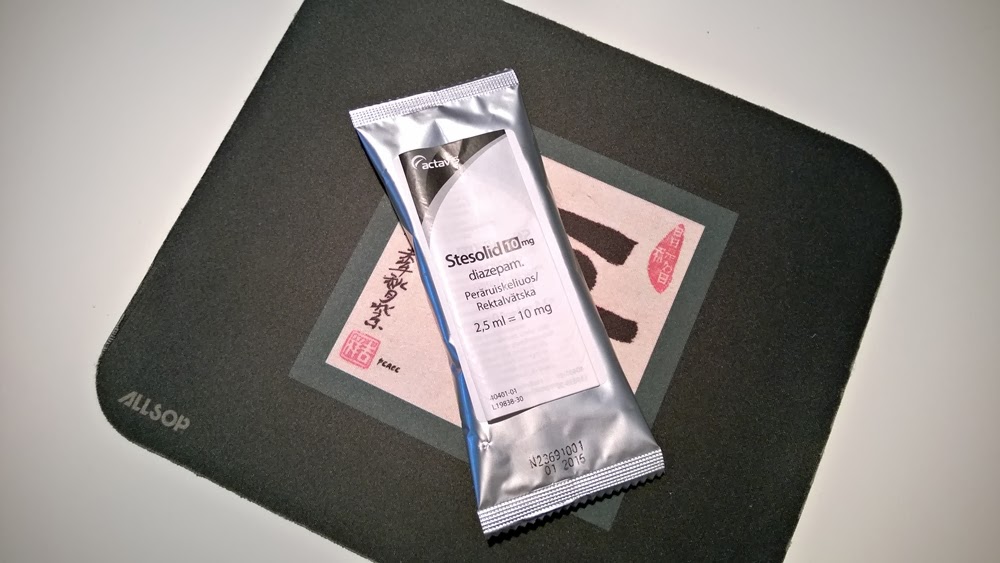 actavis
Stesolid 10 mg
diazepam.
Peräruiskeliuos/
Rektalvätska
2,5 ml = 10 mg
40401-01
L19838-30
N23691001
01 2015
PEACE
ALLSOP